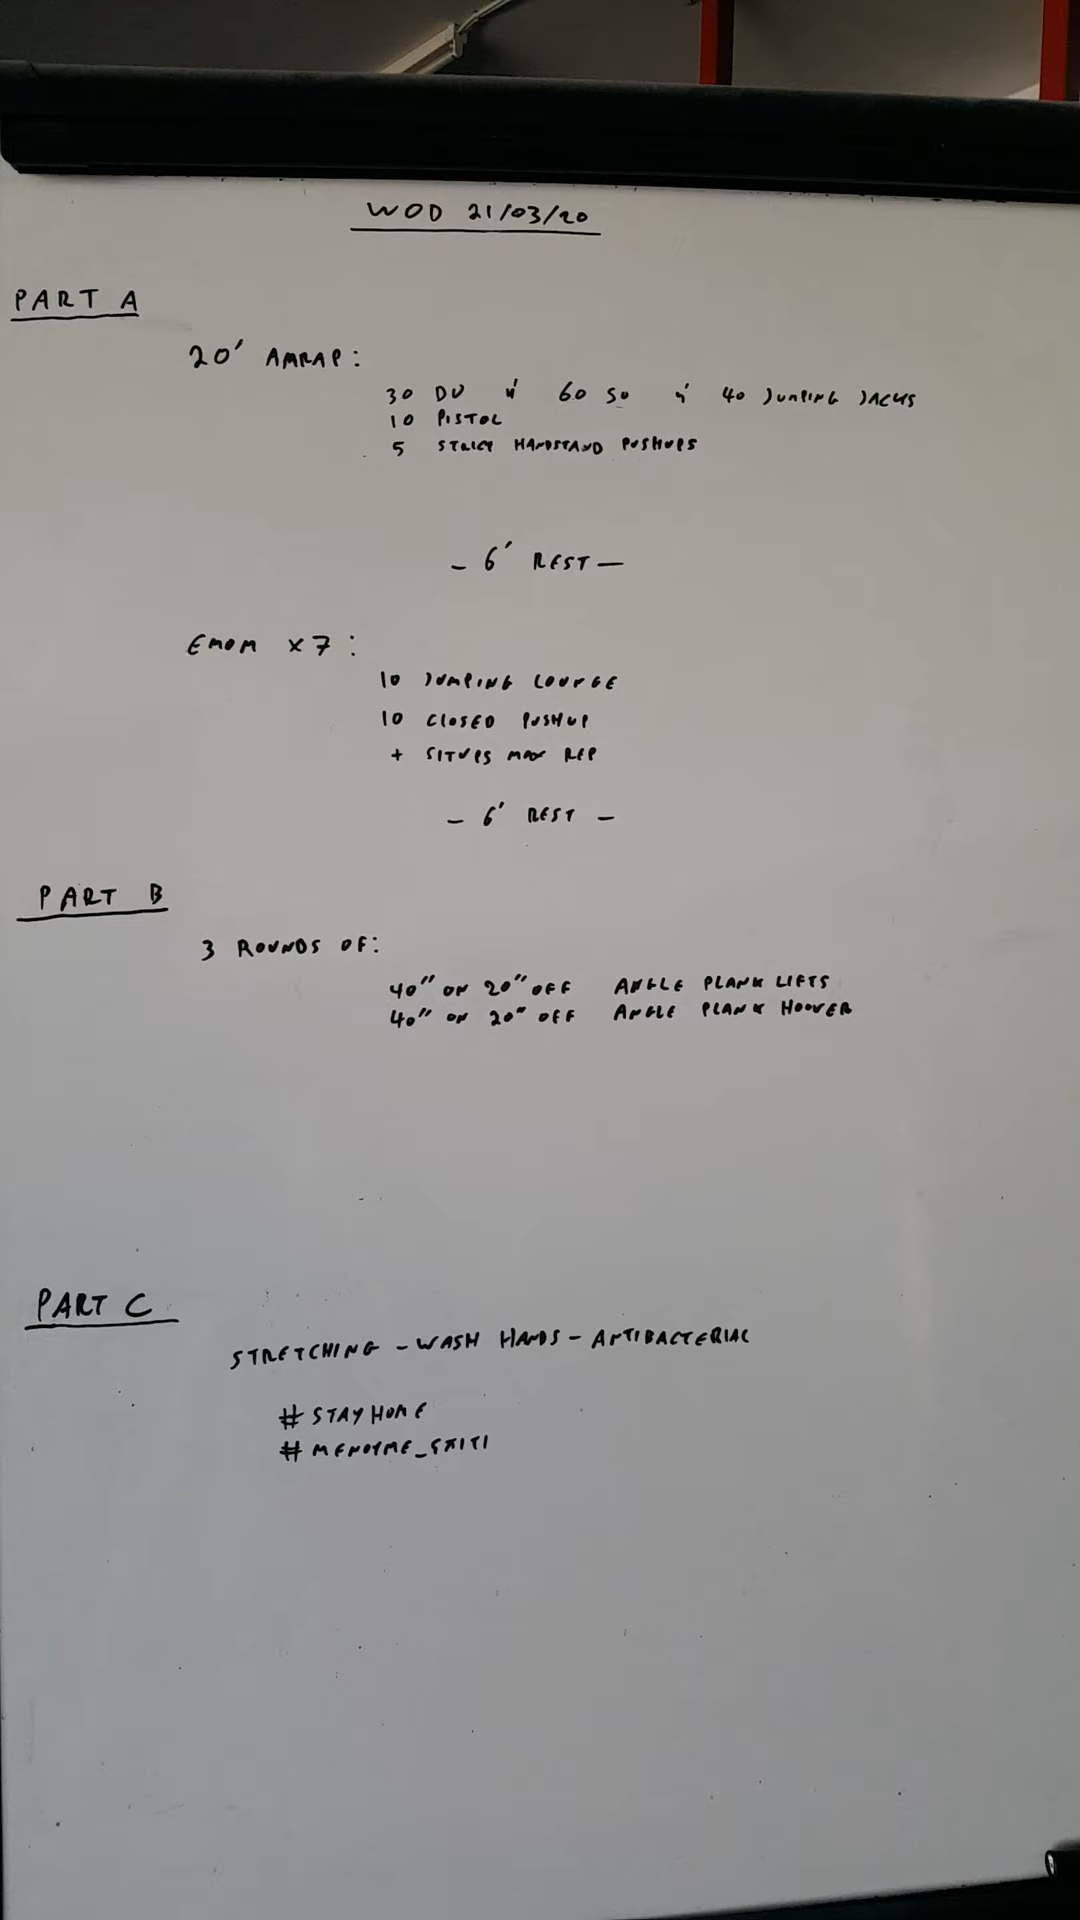 WOD 21/03/20
PART A
20' AMRAP:
30 DU ή 60 SU ή 40 JUMPING JACKS
10 PISTOL
5 STRICT HANDSTAND PUSHUPS
- 6' REST -
EMOM x7:
10 JUMPING LOUNGE
10 CLOSED PUSHUP
+ SITUPS MAX REP
- 6' REST -
PART B
3 ROUNDS OF:
40" ON 20" OFF ANGLE PLANK LIFTS
40" ON 20" OFF ANGLE PLANK HOOVER
PART C
STRETCHING - WASH HANDS - ANTIBACTERIAL
# STAYHOME
# MENOYME_SPITI